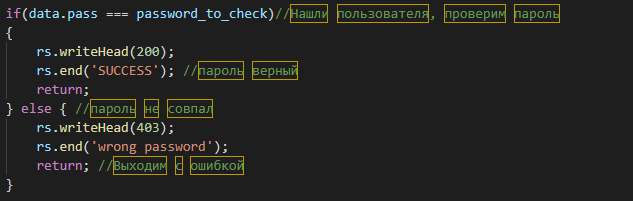 if(data.pass === password_to_check)//Нашли пользователя, проверим пароль
{
rs.writeHead(200);
rs.end('SUCCESS'); //пароль верный
return;
} else { //пароль не совпал
rs.writeHead(403);
rs.end('wrong password');
return; //Выходим с ошибкой
}